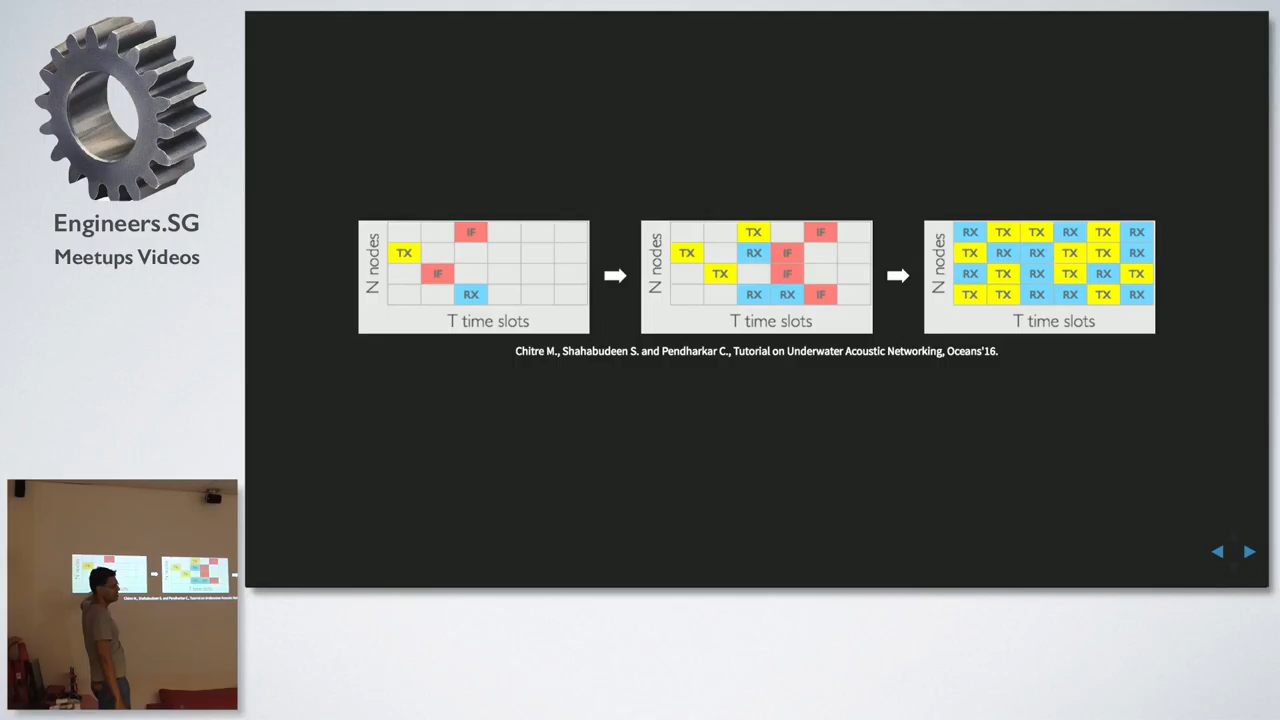 Engineers.SG
Meetups Videos
N nodes
IF
TX
IF
RX
T time slots
N nodes
TX IF
TX RX IF
TX IF
RX RX IF
T time slots
N nodes
RX TX TX RX TX RX
TX RX RX TX TX RX
RX TX RX TX RX TX
TX TX RX RX TX RX
T time slots
Chitre M., Shahabudeen S. and Pendharkar C., Tutorial on Underwater Acoustic Networking, Oceans'16.